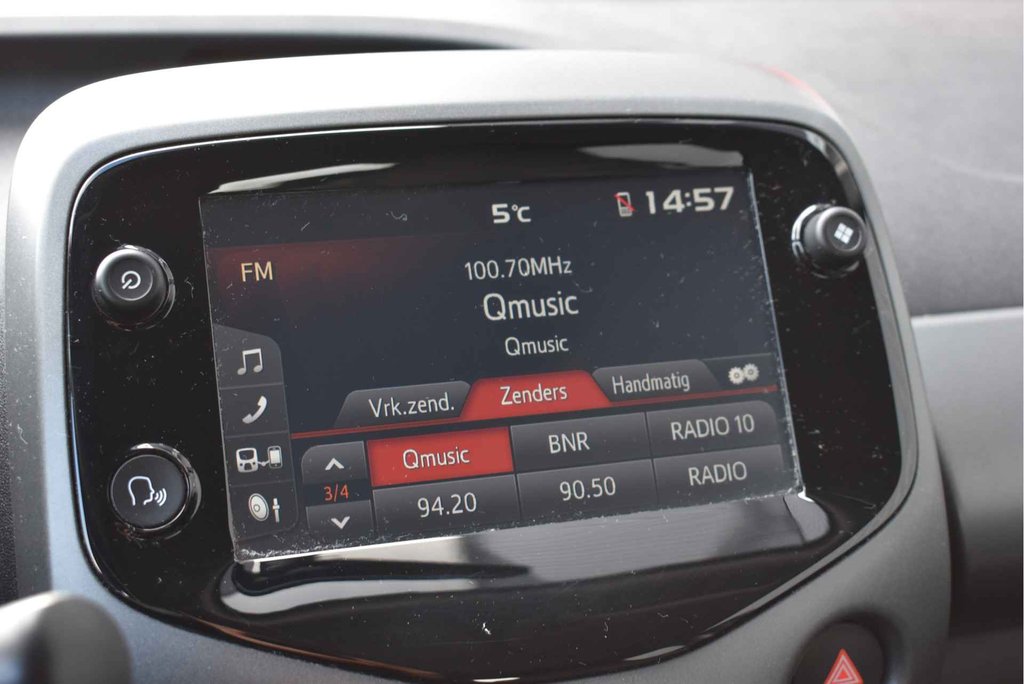 5°C 14:57
FM
100.70MHz
Qmusic
Qmusic
Vrk.zend. Zenders Handmatig
Qmusic BNR RADIO 10
3/4
94.20 90.50 RADIO